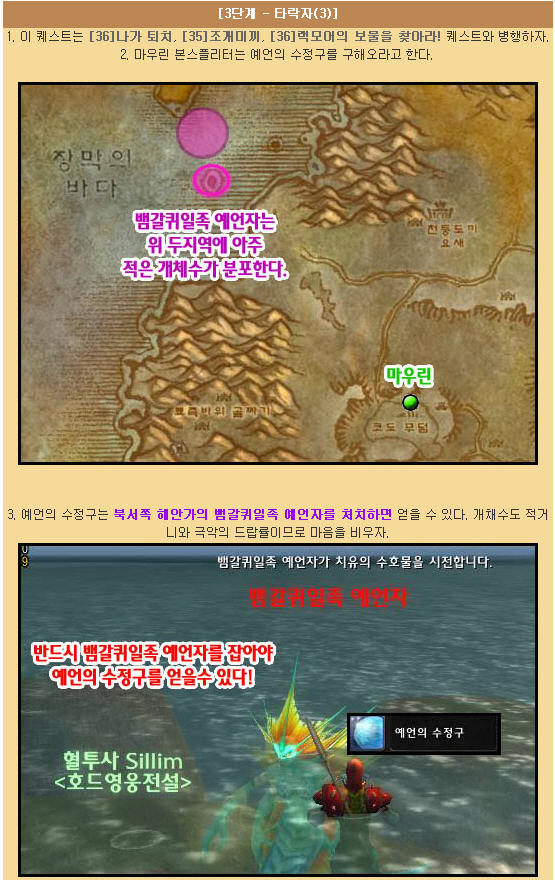 [3단계 - 타락자(3)]
1. 이 퀘스트는 [36]나가 퇴치, [35]조개미끼, [36]랙모어의 보물을 찾아라! 퀘스트와 병행하자.
2. 마우린 본스플리터는 예언의 수정구를 구해오라고 한다.
장막의
바다
뱀갈퀴일족 예언자는
위 두지역에 아주
적은 개체수가 분포한다.
천둥도끼
요새
마우린
코도 무덤
3. 예언의 수정구는 북서쪽 해안가의 뱀갈퀴일족 예언자를 처치하면 얻을 수 있다. 개채수도 적거
니와 극악의 드랍률이므로 마음을 비우자.
0
9
뱀갈퀴일족 예언자가 치유의 수호물을 시전합니다.
뱀갈퀴일족 예언자
반드시 뱀갈퀴일족 예언자를 잡아야
예언의 수정구를 얻을수 있다!
예언의 수정구
혈투사 Sillim
<호드영웅전설>